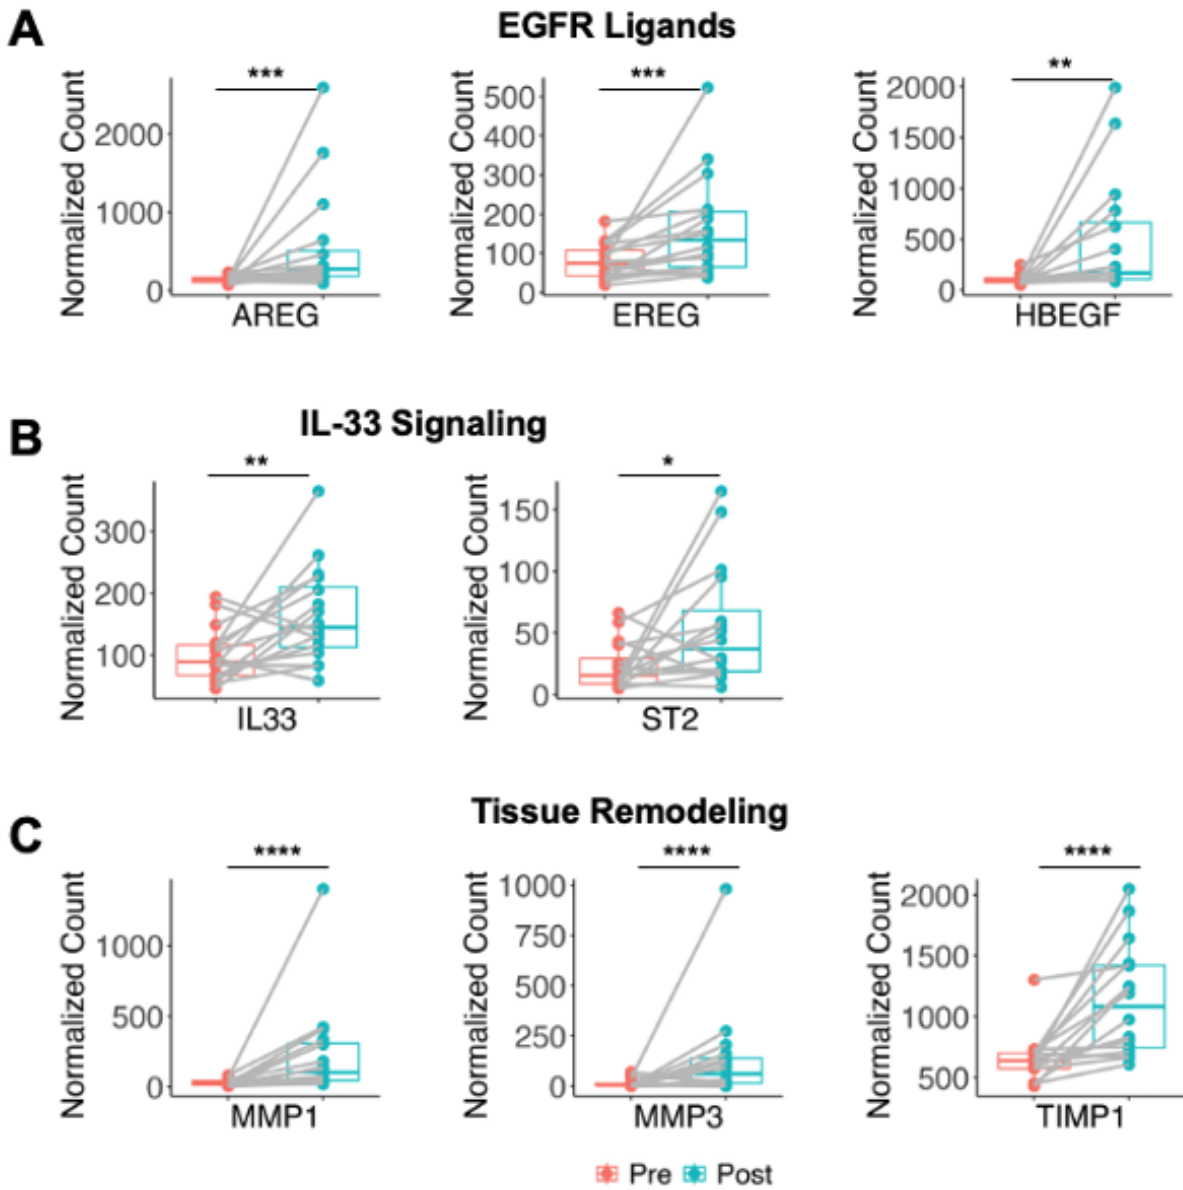 A
EGFR Ligands
***
***
**
Normalized Count
2000
1000
0
AREG
Normalized Count
500
400
300
200
100
0
EREG
Normalized Count
2000
1500
1000
500
0
HBEGF
B
IL-33 Signaling
**
*
Normalized Count
300
200
100
IL33
Normalized Count
150
100
50
0
ST2
C
Tissue Remodeling
****
****
****
Normalized Count
1000
500
0
MMP1
Normalized Count
1000
750
500
250
0
MMP3
Normalized Count
2000
1500
1000
500
TIMP1
Pre Post